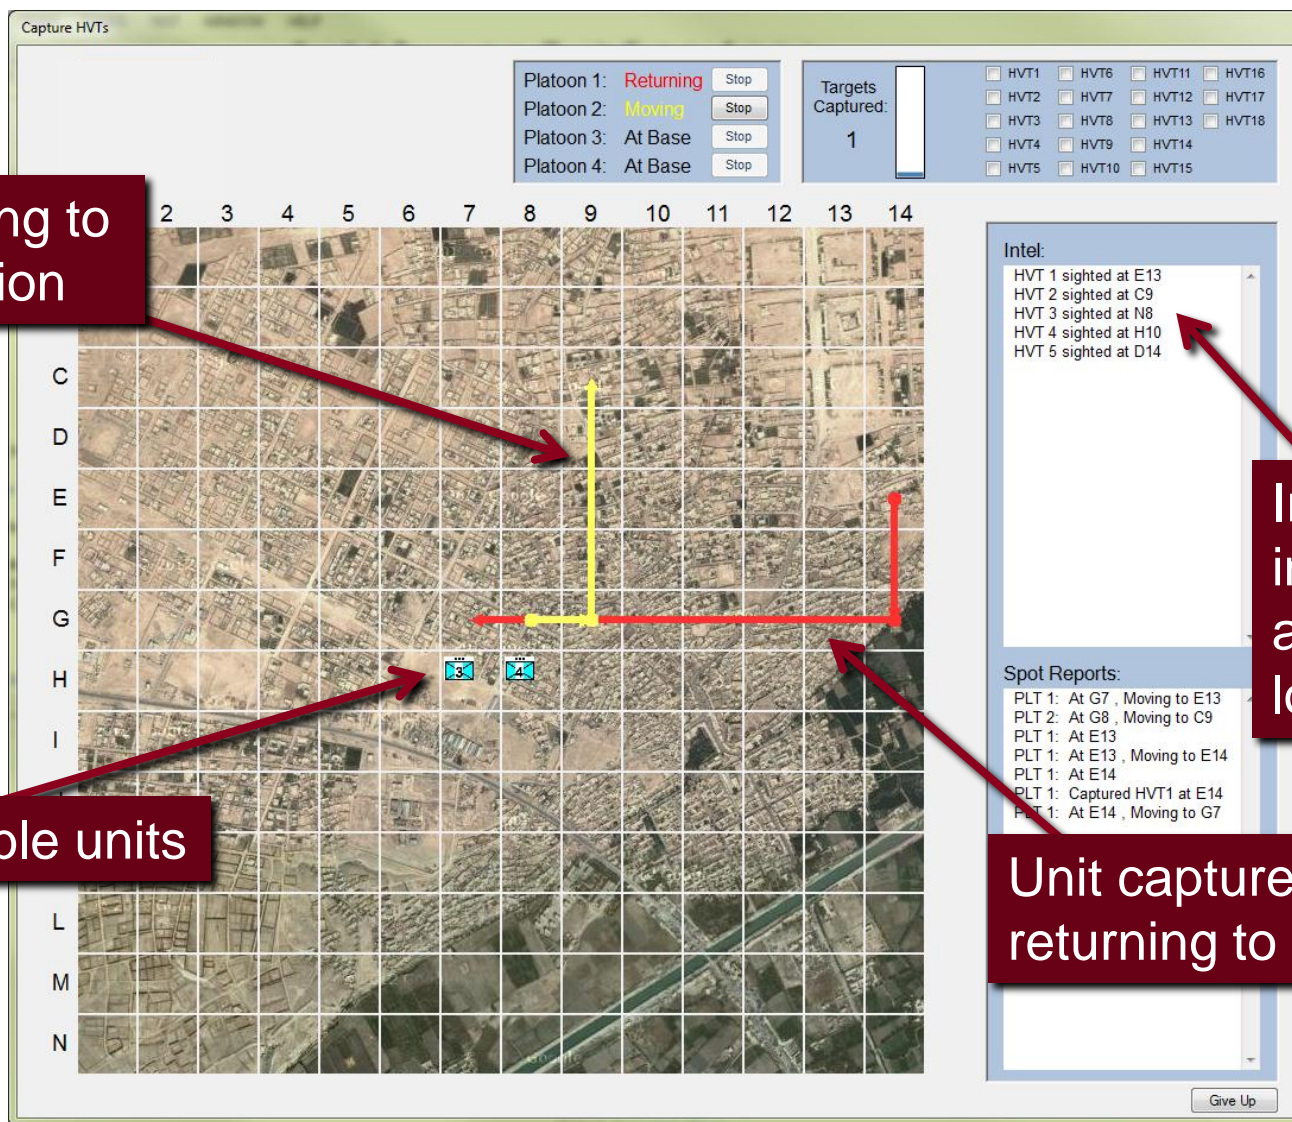 Capture HVTs
Platoon 1: Returning Stop
Platoon 2: Moving Stop
Platoon 3: At Base Stop
Platoon 4: At Base Stop
Targets
Captured:
1
HVT1 HVT6 HVT11 HVT16
HVT2 HVT7 HVT12 HVT17
HVT3 HVT8 HVT13 HVT18
HVT4 HVT9 HVT14
HVT5 HVT10 HVT15
ng to
ion
2 3 4 5 6 7 8 9 10 11 12 13 14
C
D
E
F
G
H
I
L
M
N
3 4
ble units
Intel:
HVT 1 sighted at E13
HVT 2 sighted at C9
HVT 3 sighted at N8
HVT 4 sighted at H10
HVT 5 sighted at D14
Spot Reports:
PLT 1: At G7 , Moving to E13
PLT 2: At G8 , Moving to C9
PLT 1: At E13
PLT 1: At E13 , Moving to E14
PLT 1: At E14
PLT 1: Captured HVT1 at E14
PLT 1: At E14 , Moving to G7
Unit capture
returning to
Give Up
Google